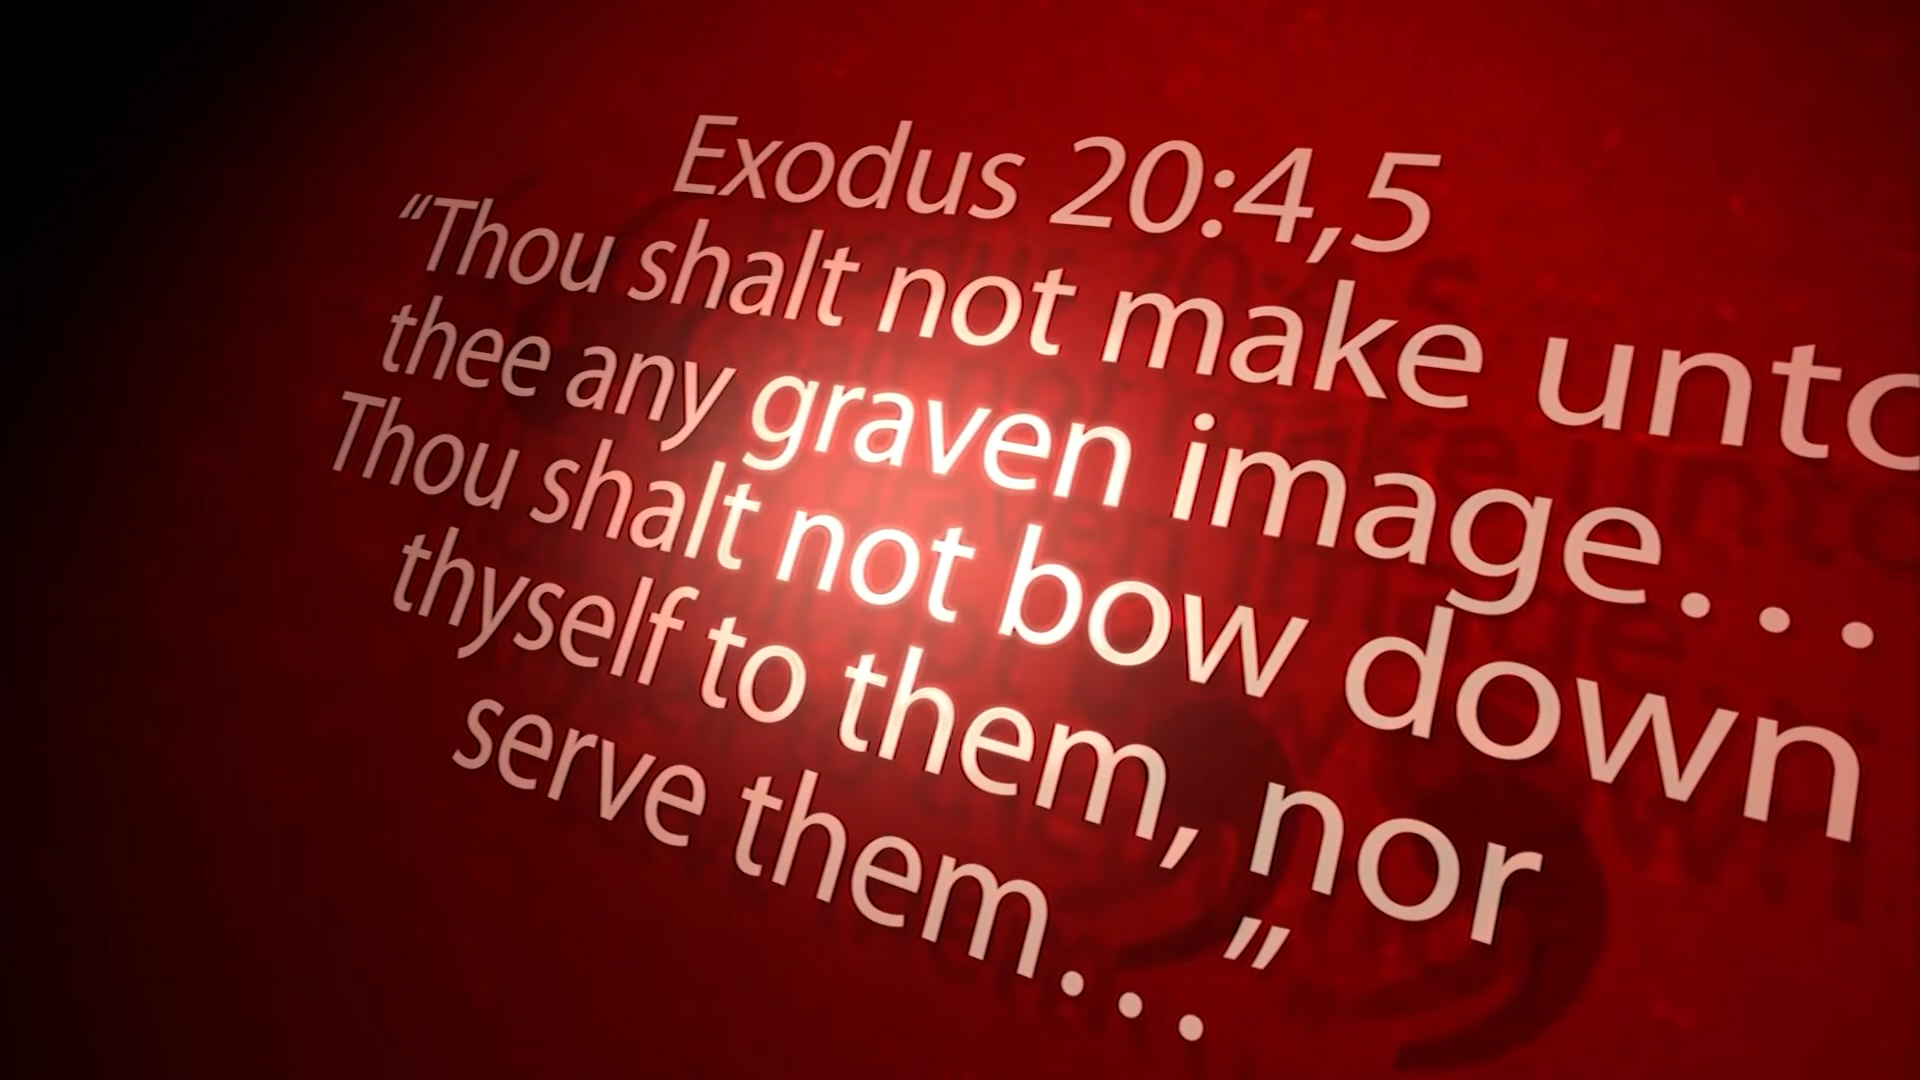 Exodus 20:4,5
“Thou shalt not make unto
thee any graven image...
Thou shalt not bow down
thyself to them, nor
serve them...”